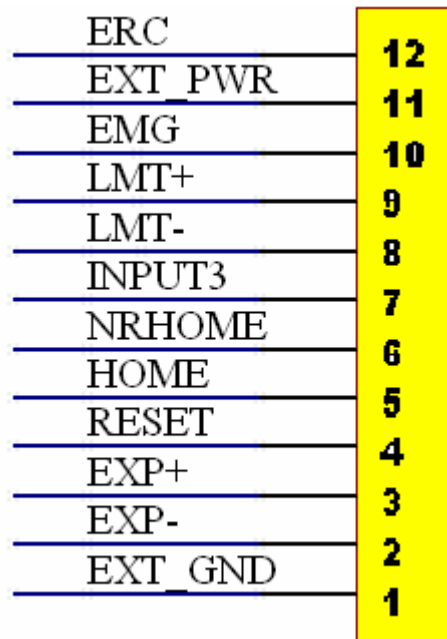 ERC 12
EXT_PWR 11
EMG 10
LMT+ 9
LMT- 8
INPUT3 7
NRHOME 6
HOME 5
RESET 4
EXP+ 3
EXP- 2
EXT_GND 1